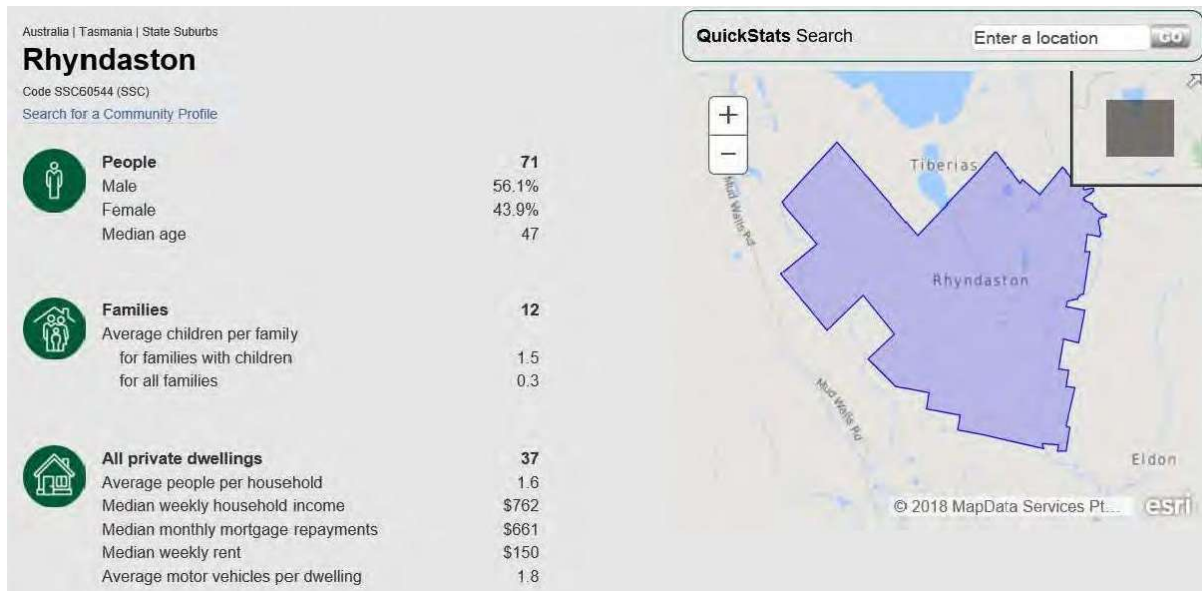 Australia | Tasmania | State Suburbs
Rhyndaston
Code SSC60544 (SSC)
Search for a Community Profile
People 71
Male 56.1%
Female 43.9%
Median age 47
Families 12
Average children per family
for families with children 1.5
for all families 0.3
All private dwellings 37
Average people per household 1.6
Median weekly household income $762
Median monthly mortgage repayments $661
Median weekly rent $150
Average motor vehicles per dwelling 1.8
QuickStats Search Enter a location GO
+
−
Tiberias
Mud Walls Rd
Rhyndaston
Mud Walls Rd
Eldon
© 2018 MapData Services Pt... esri